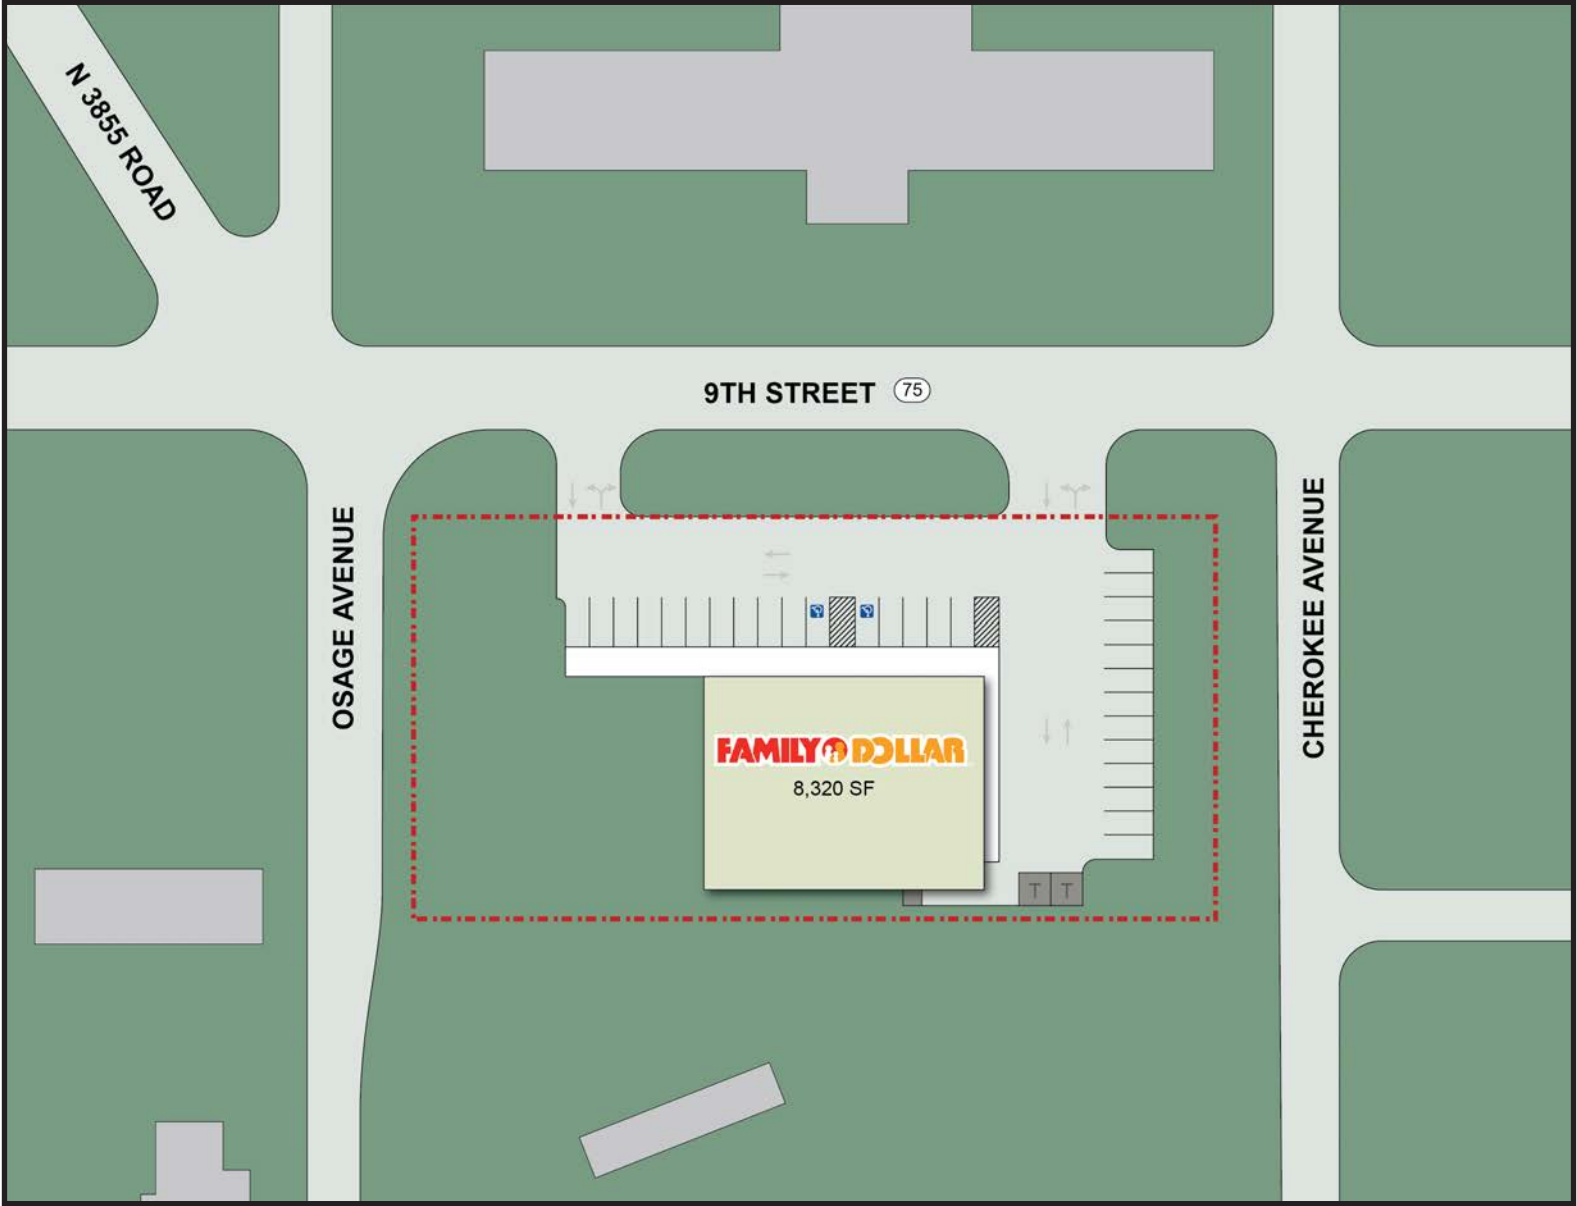 N 3855 ROAD
9TH STREET 75
OSAGE AVENUE
CHEROKEE AVENUE
FAMILY DOLLAR
8,320 SF
T T